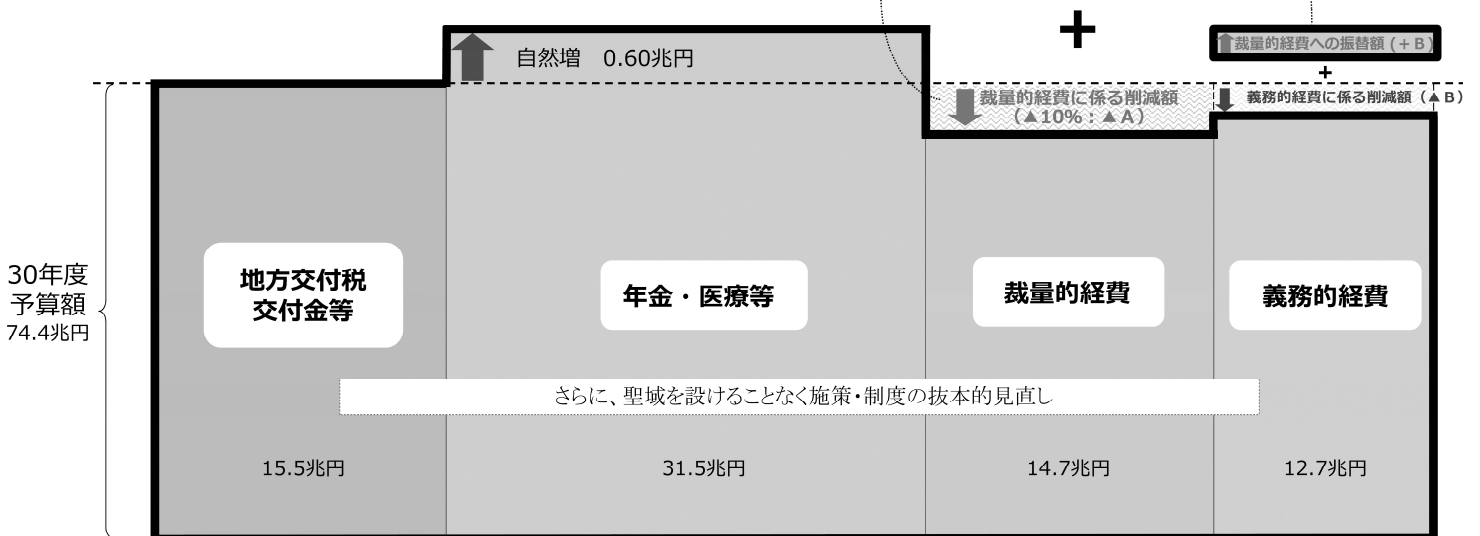 +
裁量的経費への振替額(+B)
自然増 0.60兆円
+
裁量的経費に係る削減額
(▲10%:▲A)
義務的経費に係る削減額(▲B)
30年度
予算額
74.4兆円
地方交付税
交付金等
年金・医療等
裁量的経費
義務的経費
さらに、聖域を設けることなく施策・制度の抜本的見直し
15.5兆円
31.5兆円
14.7兆円
12.7兆円